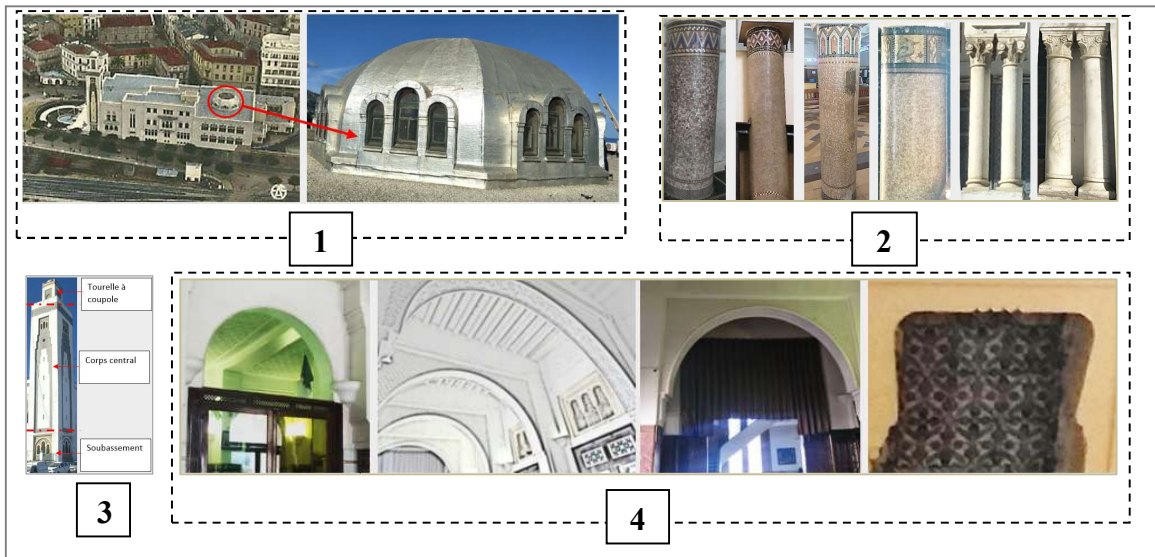 1
2
Tourelle à
coupole
Corps central
Soubassement
3
4